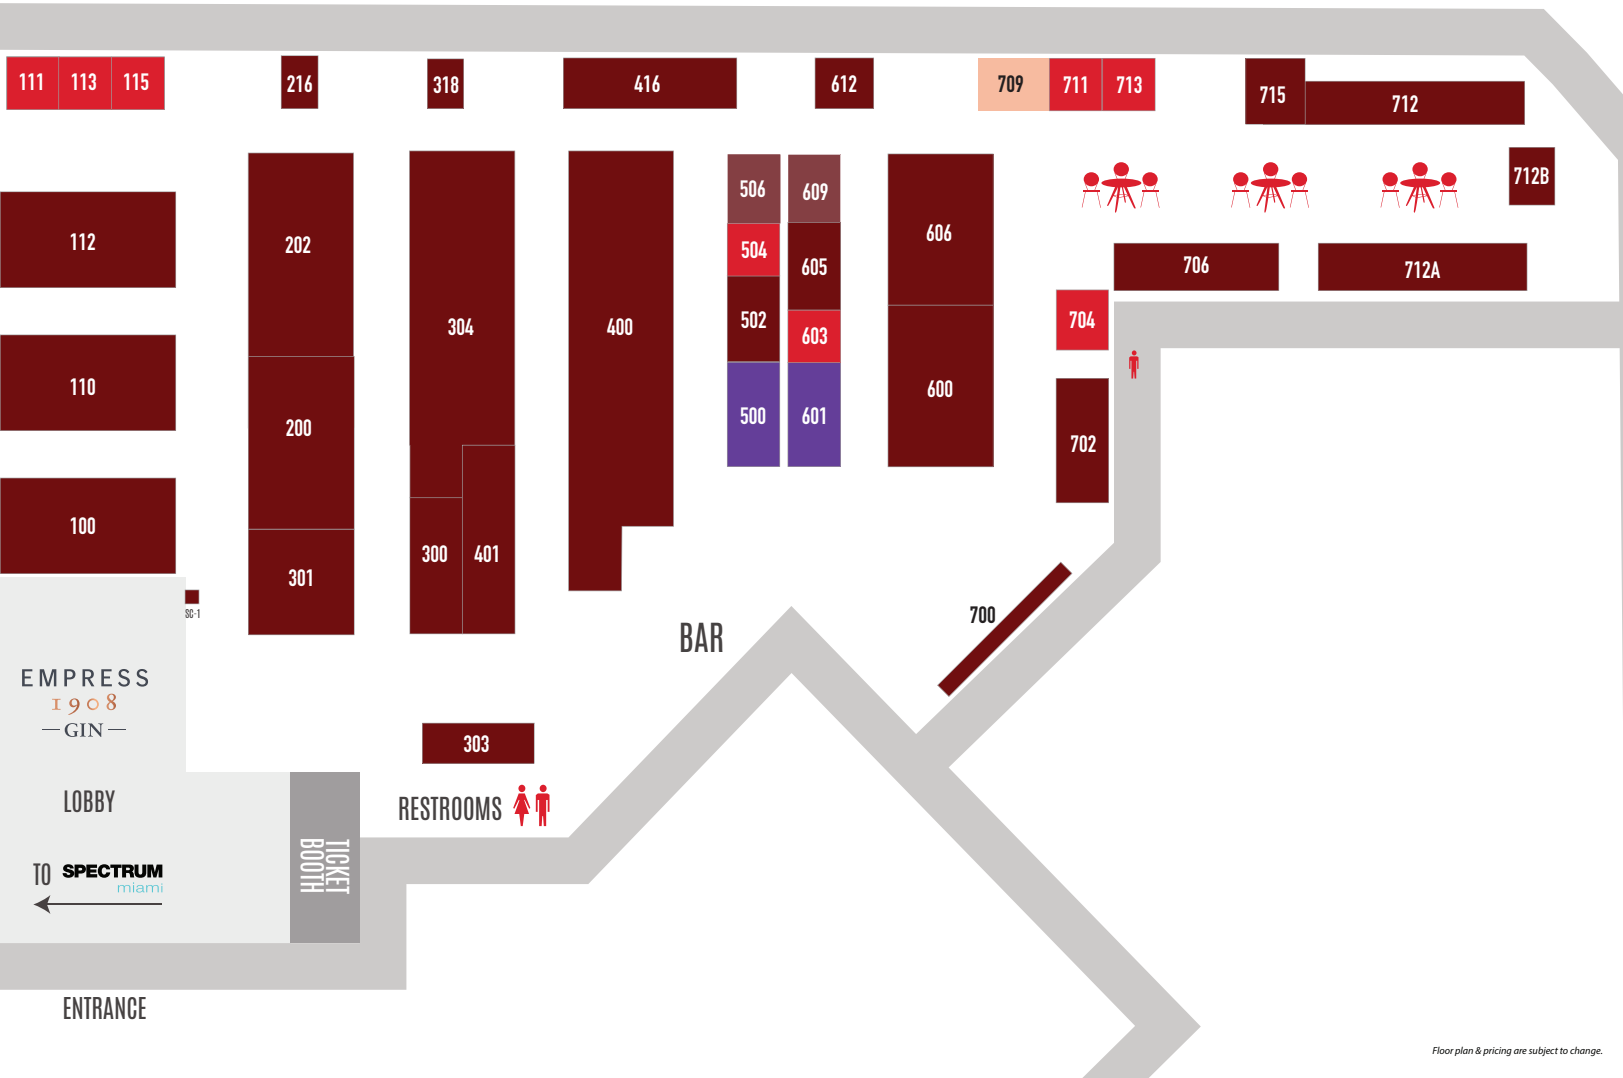 111 113 115
216
318
416
612
709 711 713
715
712
712B
112
202
304
400
506
609
504
605
502
603
500
601
606
600
706
712A
704
702
110
200
100
301
300
401
SC-1
700
BAR
EMPRESS
1908
GIN
303
LOBBY
RESTROOMS
TICKET
BOOTH
TO SPECTRUM
miami
ENTRANCE
Floor plan & pricing are subject to change.